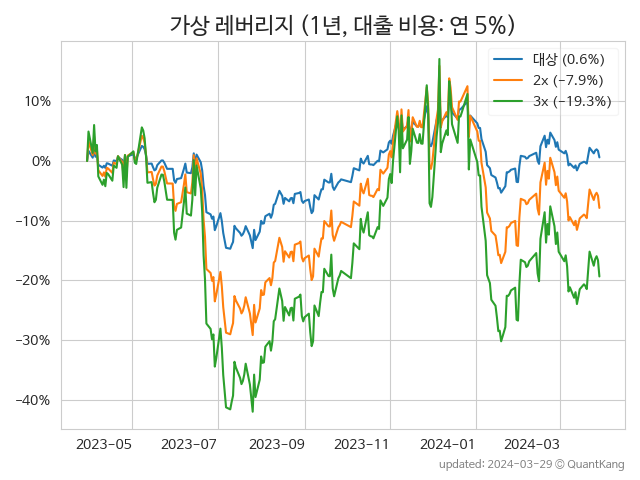 가상 레버리지 (1년, 대출 비용: 연 5%)
대상 (0.6%)
2x (−7.9%)
3x (−19.3%)
10%
0%
−10%
−20%
−30%
−40%
2023-05 2023-07 2023-09 2023-11 2024-01 2024-03
updated: 2024-03-29 © QuantKang